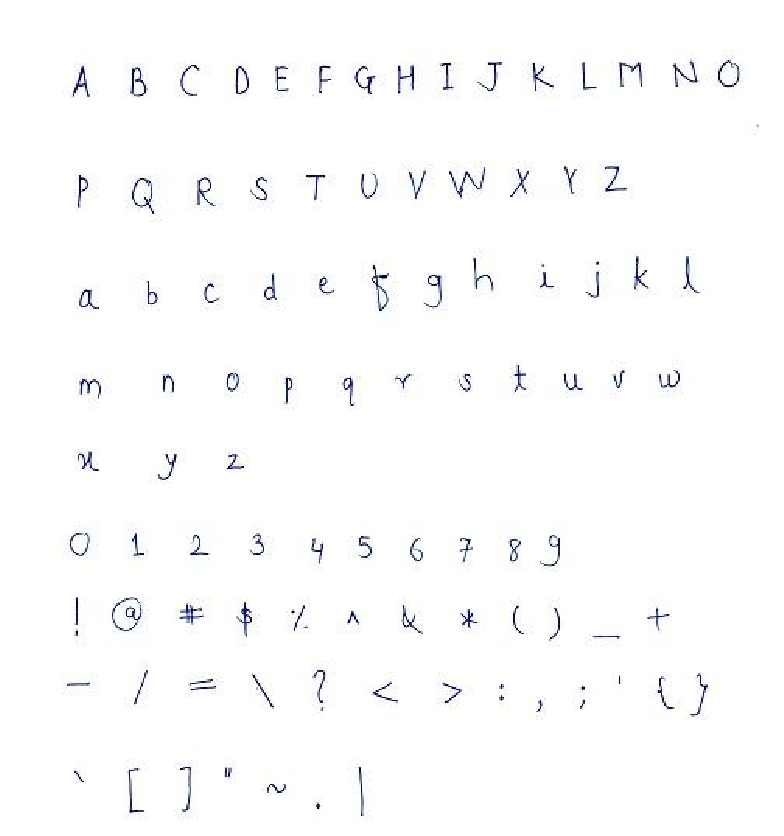 A B C D E F G H I J K L M N O
P Q R S T U V W X Y Z
a b c d e f g h i j k l
m n o p q r s t u v w
x y z
0 1 2 3 4 5 6 7 8 9
! @ # $ % ^ & * ( ) _ +
- / = \ ? < > : , ; ' { }
` [ ] " ~ . |